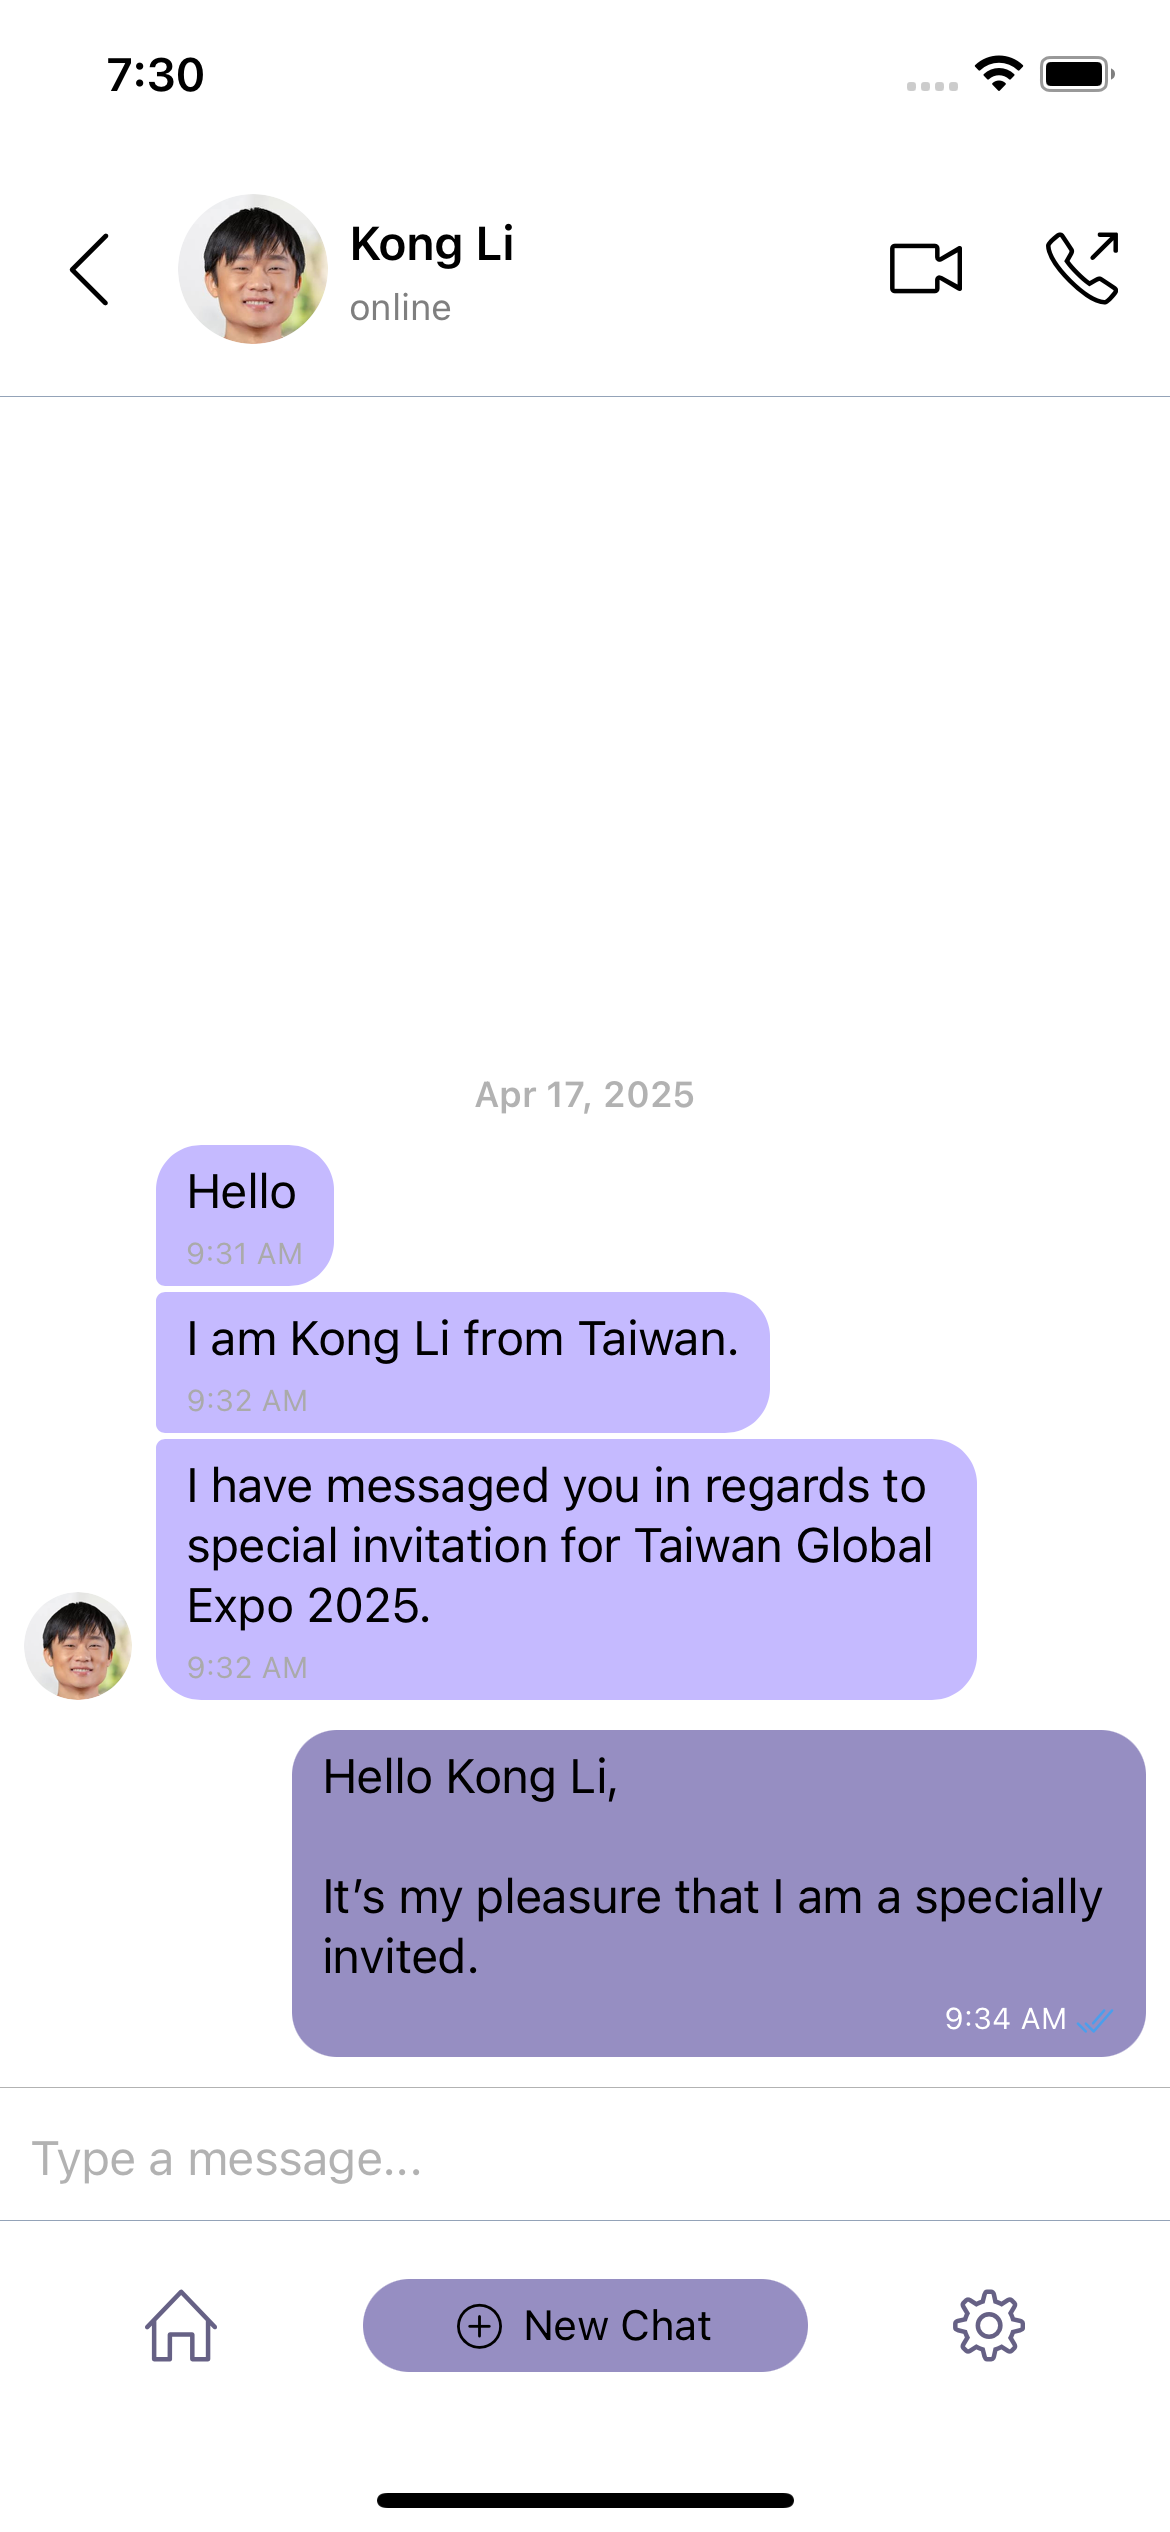 7:30
Kong Li
online
Apr 17, 2025
Hello
9:31 AM
I am Kong Li from Taiwan.
9:32 AM
I have messaged you in regards to
special invitation for Taiwan Global
Expo 2025.
9:32 AM
Hello Kong Li,
It’s my pleasure that I am a specially
invited.
9:34 AM
Type a message...
New Chat